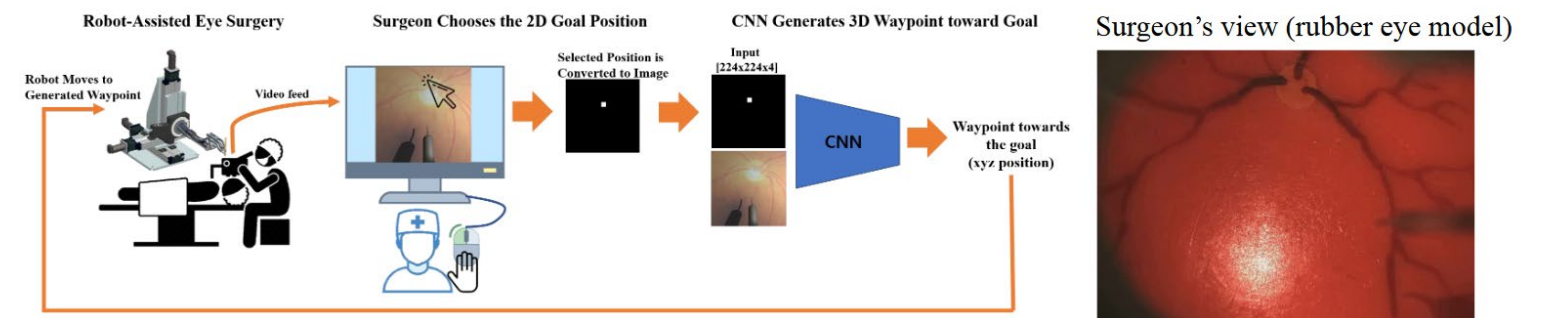 Robot-Assisted Eye Surgery
Surgeon Chooses the 2D Goal Position
CNN Generates 3D Waypoint toward Goal
Surgeon's view (rubber eye model)
Robot Moves to
Generated Waypoint
Video feed
Selected Position is
Converted to Image
Input
[224x224x4]
CNN
Waypoint towards
the goal
(xyz position)